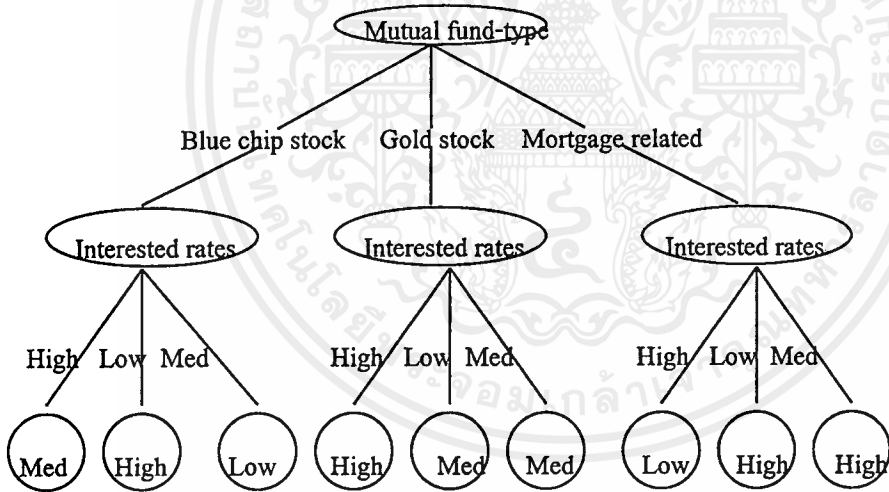 Mutual fund-type
Blue chip stock Gold stock Mortgage related
Interested rates Interested rates Interested rates
High Low Med High Low Med High Low Med
Med High Low High Med Med Low High High